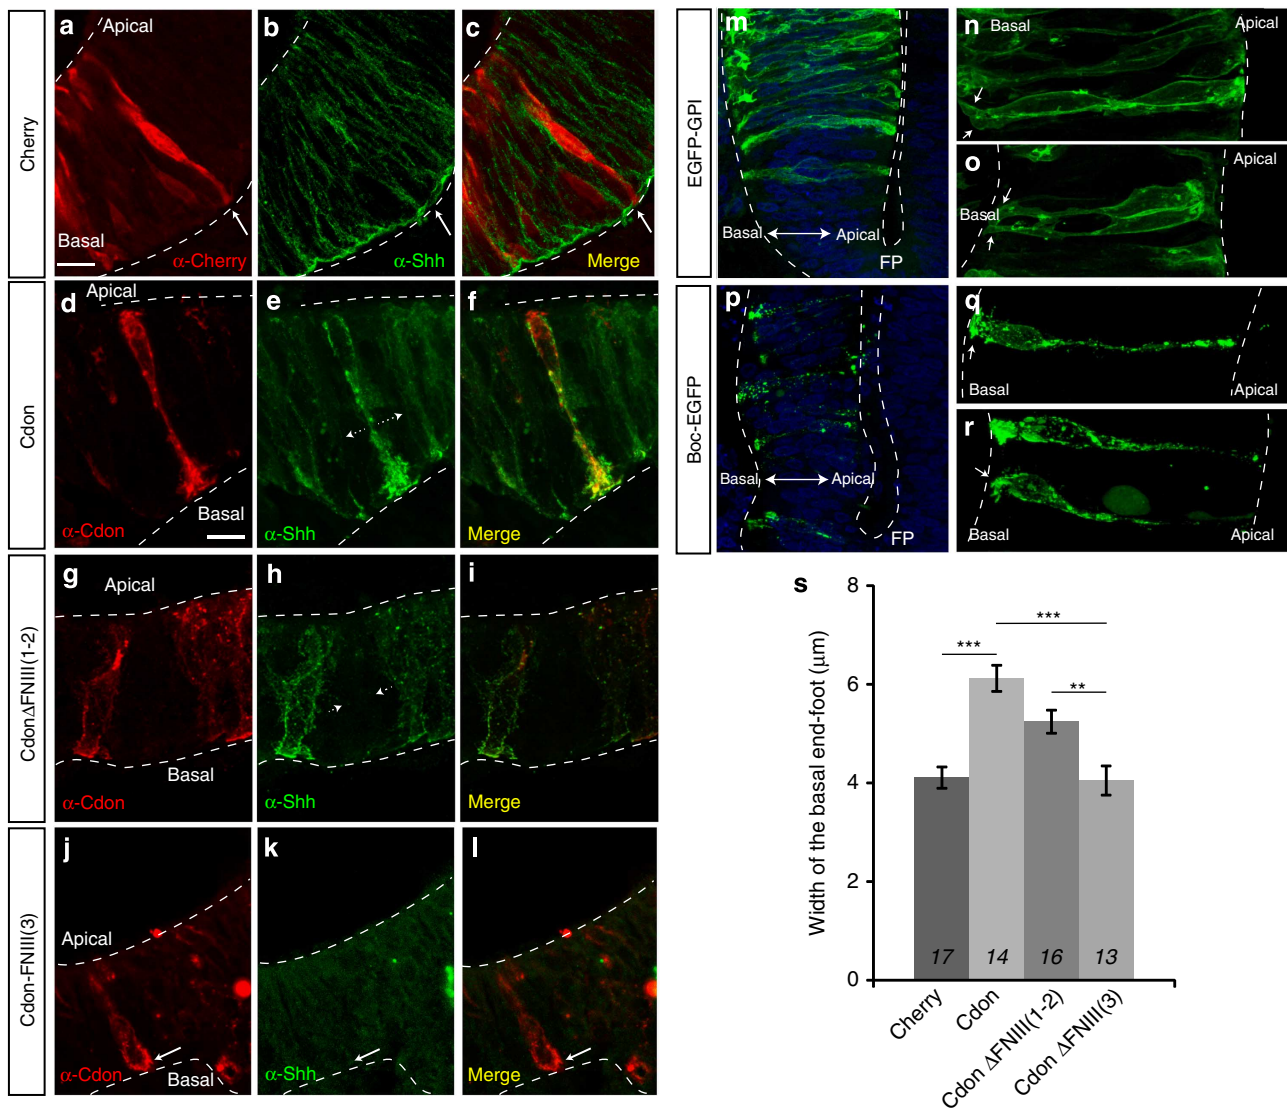 Cherry
a
Apical
Basal
α-Cherry
b
α-Shh
c
Merge
Cdon
d
Apical
Basal
α-Cdon
e
α-Shh
f
Merge
CdonΔFNIII(1-2)
g
Apical
Basal
α-Cdon
h
α-Shh
i
Merge
Cdon-FNIII(3)
j
Apical
Basal
α-Cdon
k
α-Shh
l
Merge
EGFP-GPI
m
Basal
Apical
FP
n
Basal
Apical
o
Basal
Apical
Boc-EGFP
p
Basal
Apical
FP
q
Basal
Apical
r
Basal
Apical
s
Width of the basal end-foot (μm)
8
6
4
2
0
***
***
**
17
14
16
13
Cherry
Cdon
Cdon ΔFNIII(1-2)
Cdon ΔFNIII(3)